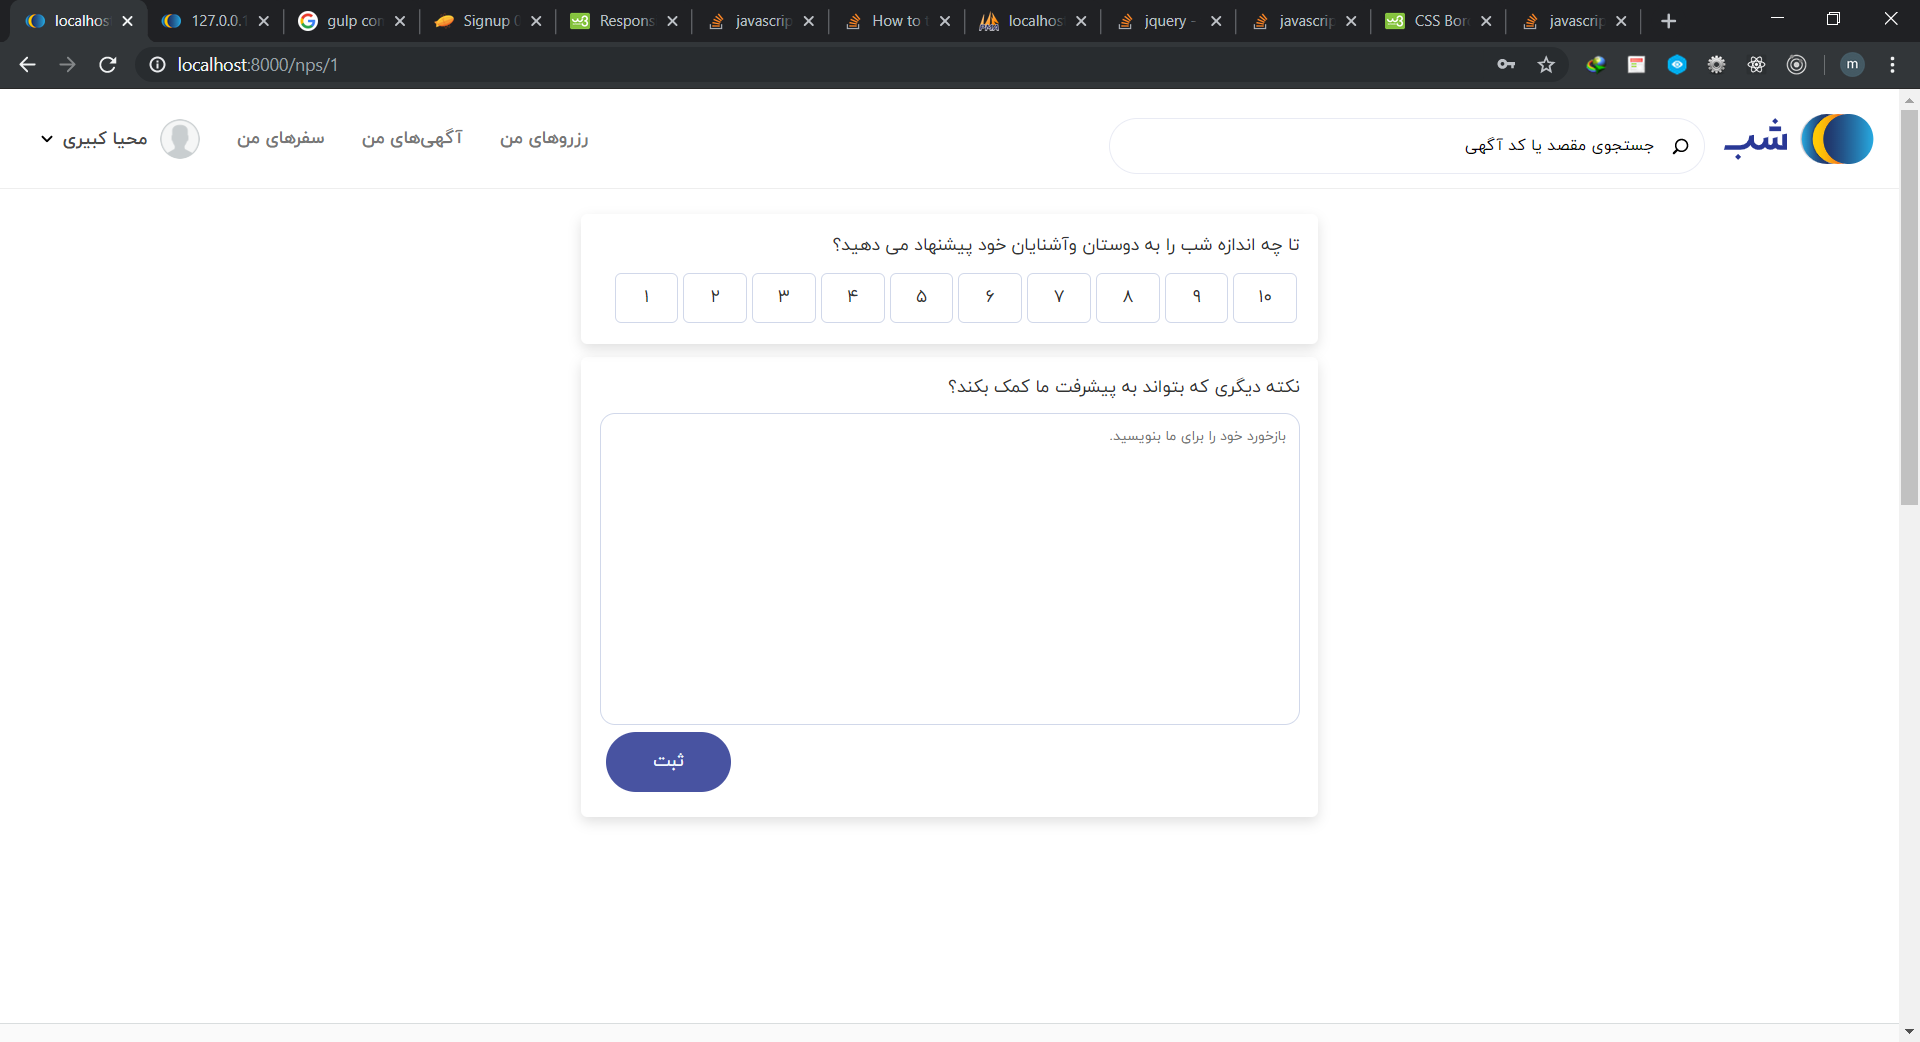 localhos
127.0.0.1
gulp con
Signup
Respons
javascrip
How to
localhos
jquery -
javascrip
CSS Bor
javascrip
localhost:8000/nps/1
m
شب
جستجوی مقصد یا کد آگهی
رزروهای من
آگهی‌های من
سفرهای من
محیا کبیری
تا چه اندازه شب را به دوستان وآشنایان خود پیشنهاد می دهید؟
۱ ۲ ۳ ۴ ۵ ۶ ۷ ۸ ۹ ۱۰
نکته دیگری که بتواند به پیشرفت ما کمک بکند؟
بازخورد خود را برای ما بنویسید.
ثبت